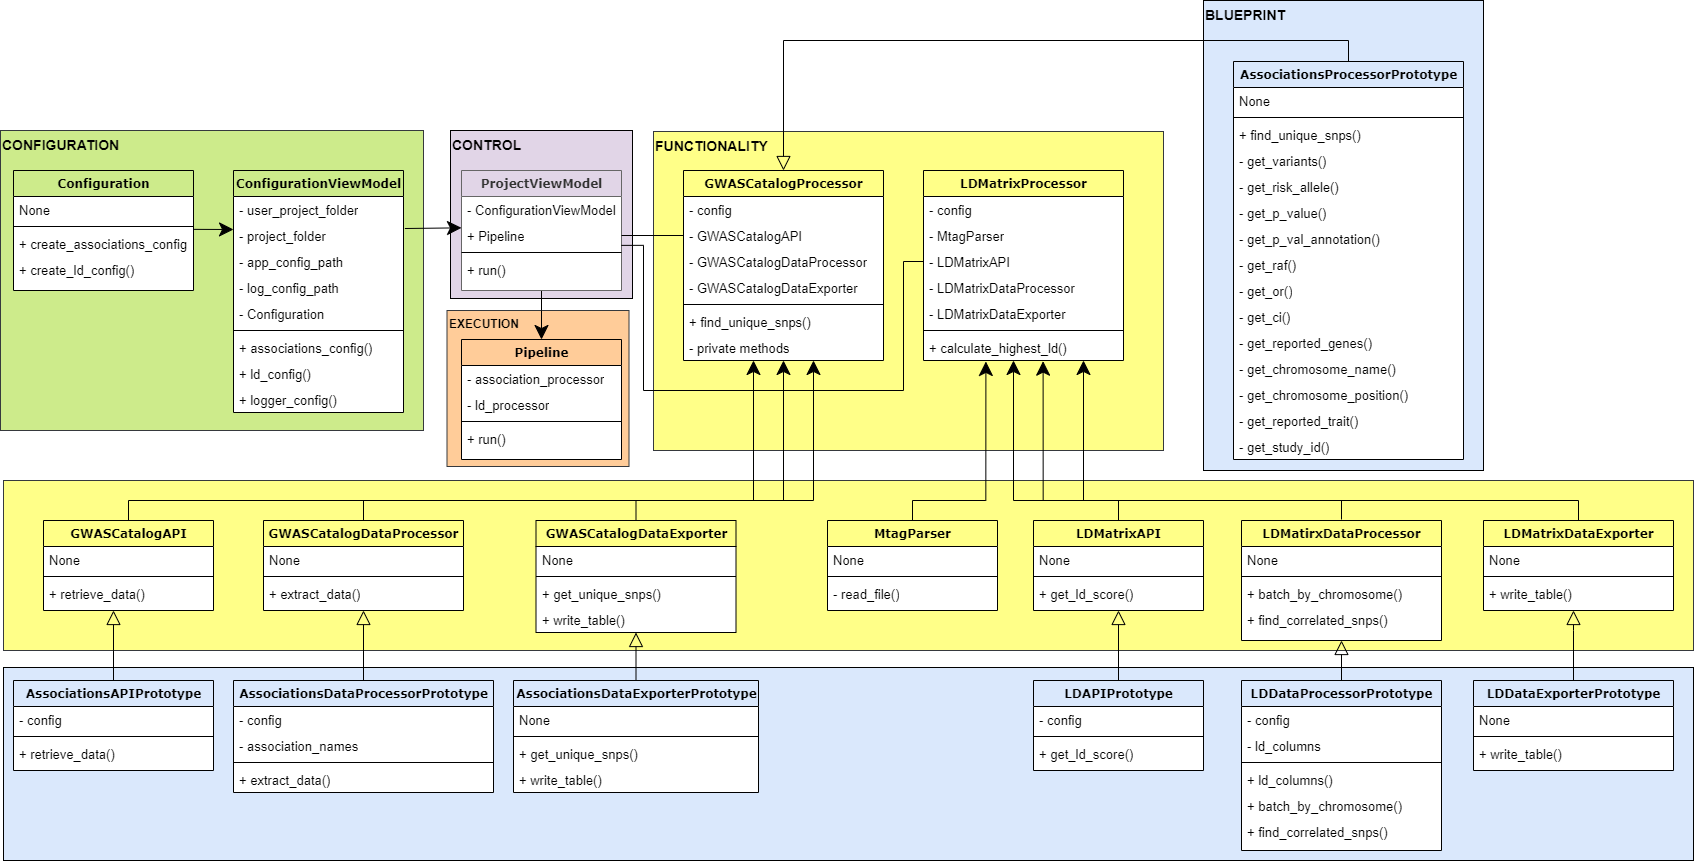 BLUEPRINT
AssociationsProcessorPrototype
None
+ find_unique_snps()
- get_variants()
- get_risk_allele()
- get_p_value()
- get_p_val_annotation()
- get_raf()
- get_or()
- get_ci()
- get_reported_genes()
- get_chromosome_name()
- get_chromosome_position()
- get_reported_trait()
- get_study_id()
CONFIGURATION
Configuration
None
+ create_associations_config
+ create_ld_config()
ConfigurationViewModel
- user_project_folder
- project_folder
- app_config_path
- log_config_path
- Configuration
+ associations_config()
+ ld_config()
+ logger_config()
CONTROL
ProjectViewModel
- ConfigurationViewModel
+ Pipeline
+ run()
EXECUTION
Pipeline
- association_processor
- ld_processor
+ run()
FUNCTIONALITY
GWASCatalogProcessor
- config
- GWASCatalogAPI
- GWASCatalogDataProcessor
- GWASCatalogDataExporter
+ find_unique_snps()
- private methods
LDMatrixProcessor
- config
- MtagParser
- LDMatrixAPI
- LDMatrixDataProcessor
- LDMatrixDataExporter
+ calculate_highest_ld()
GWASCatalogAPI
None
+ retrieve_data()
GWASCatalogDataProcessor
None
+ extract_data()
GWASCatalogDataExporter
None
+ get_unique_snps()
+ write_table()
MtagParser
None
- read_file()
LDMatrixAPI
None
+ get_ld_score()
LDMatirxDataProcessor
None
+ batch_by_chromosome()
+ find_correlated_snps()
LDMatrixDataExporter
None
+ write_table()
AssociationsAPIPrototype
- config
+ retrieve_data()
AssociationsDataProcessorPrototype
- config
- association_names
+ extract_data()
AssociationsDataExporterPrototype
None
+ get_unique_snps()
+ write_table()
LDAPIPrototype
- config
+ get_ld_score()
LDDataProcessorPrototype
- config
- ld_columns
+ ld_columns()
+ batch_by_chromosome()
+ find_correlated_snps()
LDDataExporterPrototype
None
+ write_table()